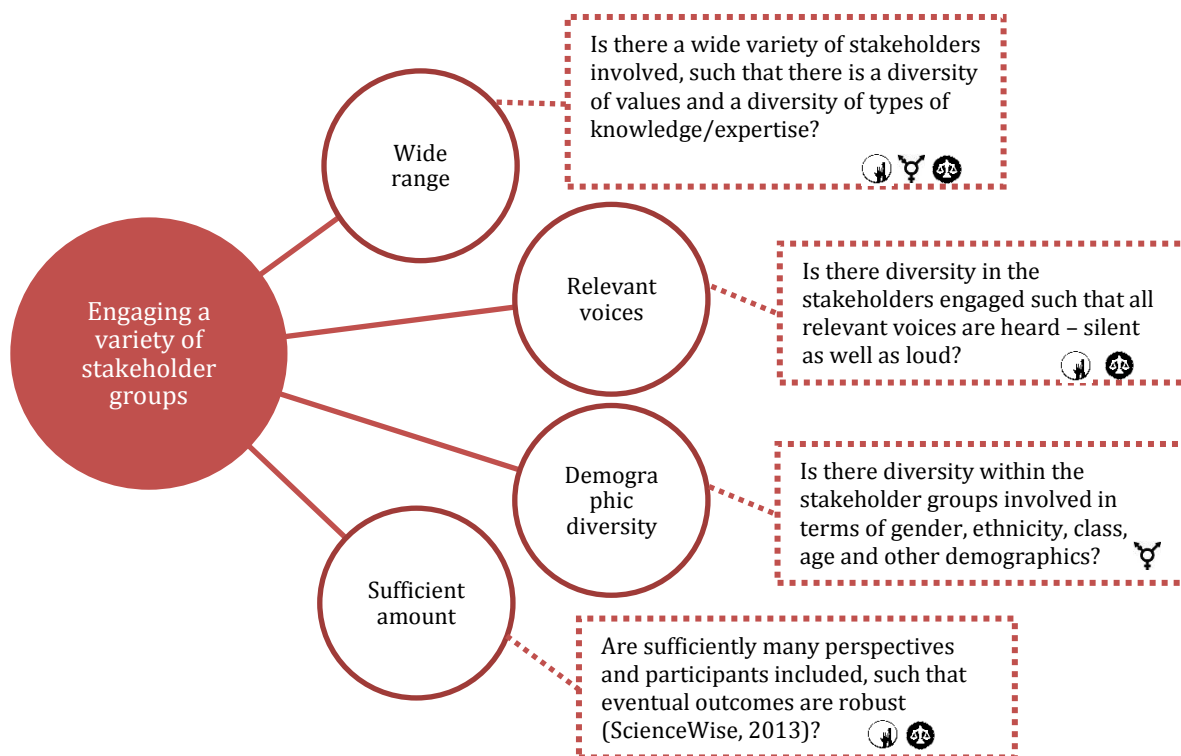 Engaging a
variety of
stakeholder
groups
Wide
range
Is there a wide variety of stakeholders
involved, such that there is a diversity
of values and a diversity of types of
knowledge/expertise?
Relevant
voices
Is there diversity in the
stakeholders engaged such that all
relevant voices are heard – silent
as well as loud?
Demogra
phic
diversity
Is there diversity within the
stakeholder groups involved in
terms of gender, ethnicity, class,
age and other demographics?
Sufficient
amount
Are sufficiently many perspectives
and participants included, such that
eventual outcomes are robust
(ScienceWise, 2013)?